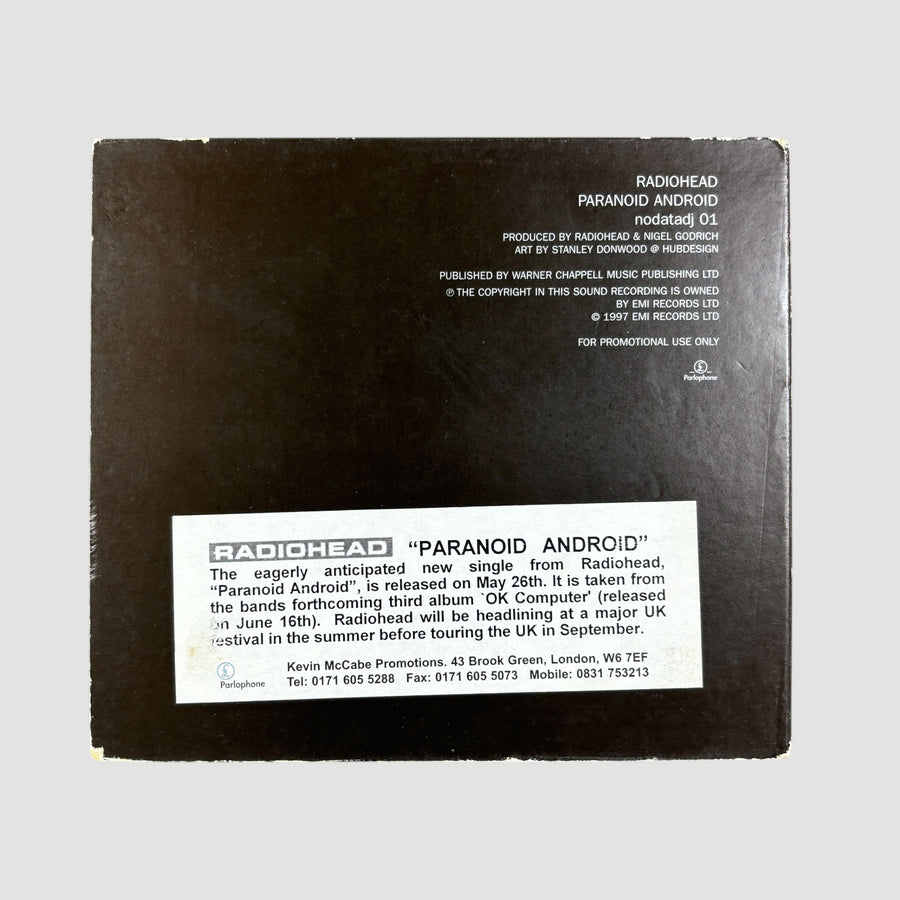 RADIOHEAD
PARANOID ANDROID
nodatadj 01
PRODUCED BY RADIOHEAD & NIGEL GODRICH
ART BY STANLEY DONWOOD @ HUBDESIGN
PUBLISHED BY WARNER CHAPPELL MUSIC PUBLISHING LTD
℗ THE COPYRIGHT IN THIS SOUND RECORDING IS OWNED
BY EMI RECORDS LTD
© 1997 EMI RECORDS LTD
FOR PROMOTIONAL USE ONLY
£
Parlophone
RADIOHEAD “PARANOID ANDROID”
The eagerly anticipated new single from Radiohead,
“Paranoid Android”, is released on May 26th. It is taken from
the bands forthcoming third album `OK Computer' (released
on June 16th). Radiohead will be headlining at a major UK
festival in the summer before touring the UK in September.
£
Parlophone
Kevin McCabe Promotions. 43 Brook Green, London, W6 7EF
Tel: 0171 605 5288 Fax: 0171 605 5073 Mobile: 0831 753213